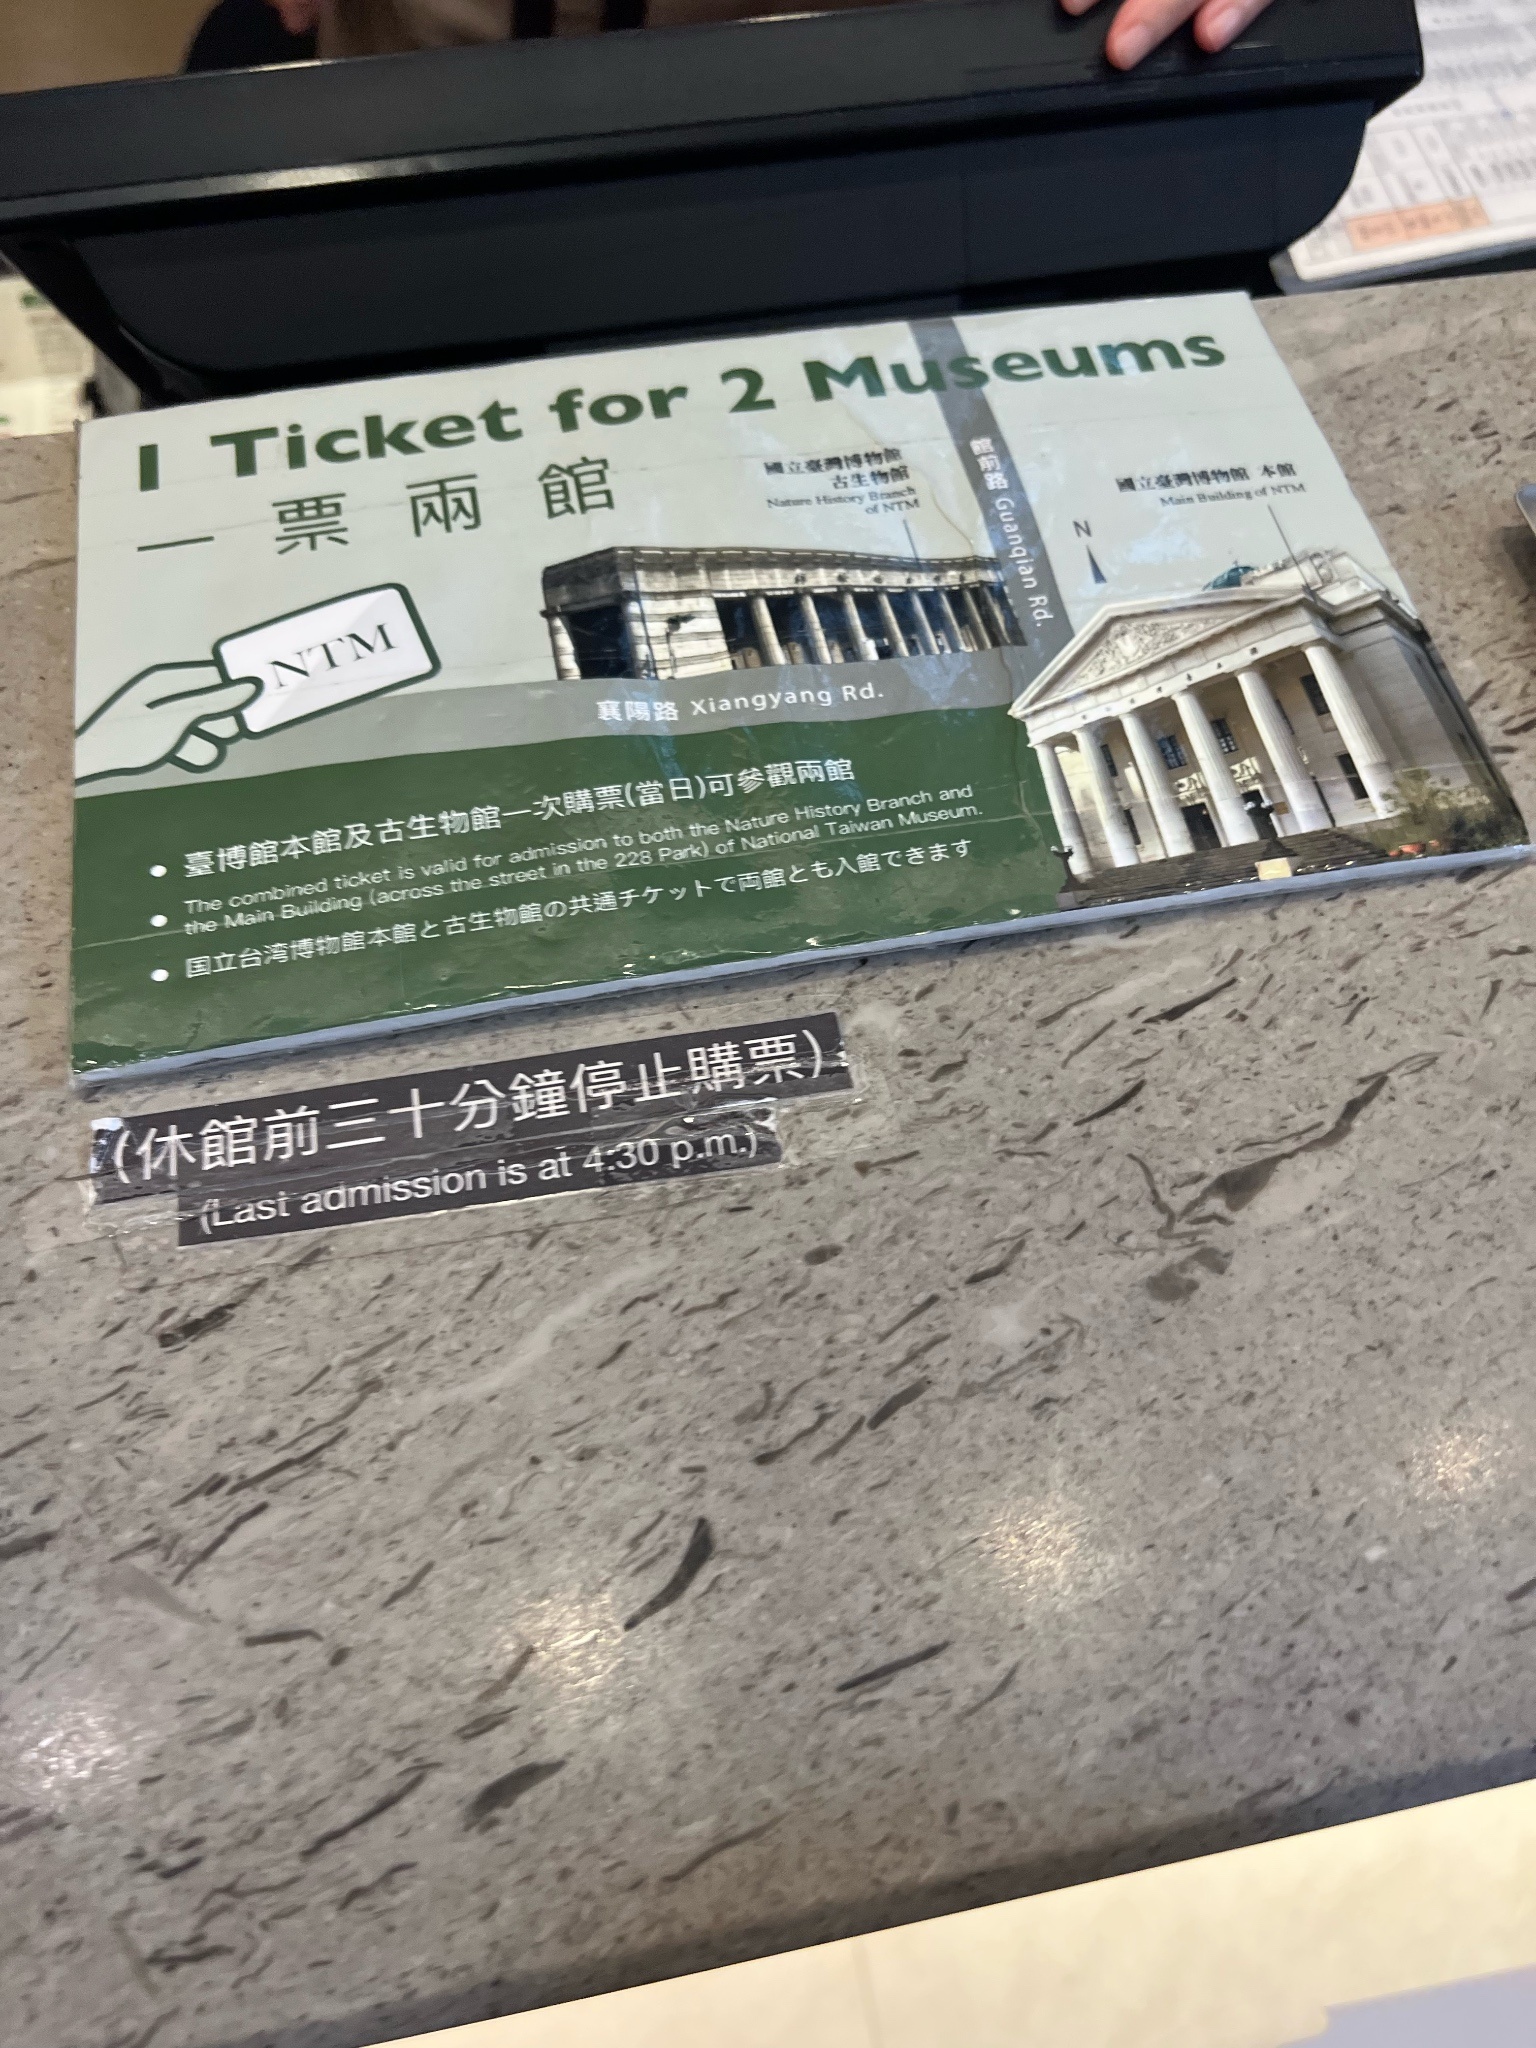 1 Ticket for 2 Museums
一票兩館
國立臺灣博物館
古生物館
Nature History Branch
of NTM
館前路 Guanqian Rd.
國立臺灣博物館 本館
Main Building of NTM
N
NTM
襄陽路 Xiangyang Rd.
• 臺博館本館及古生物館一次購票(當日)可參觀兩館
• The combined ticket is valid for admission to both the Nature History Branch and
the Main Building (across the street in the 228 Park) of National Taiwan Museum.
• 国立台湾博物館本館と古生物館の共通チケットで両館とも入館できます
(休館前三十分鐘停止購票)
(Last admission is at 4:30 p.m.)